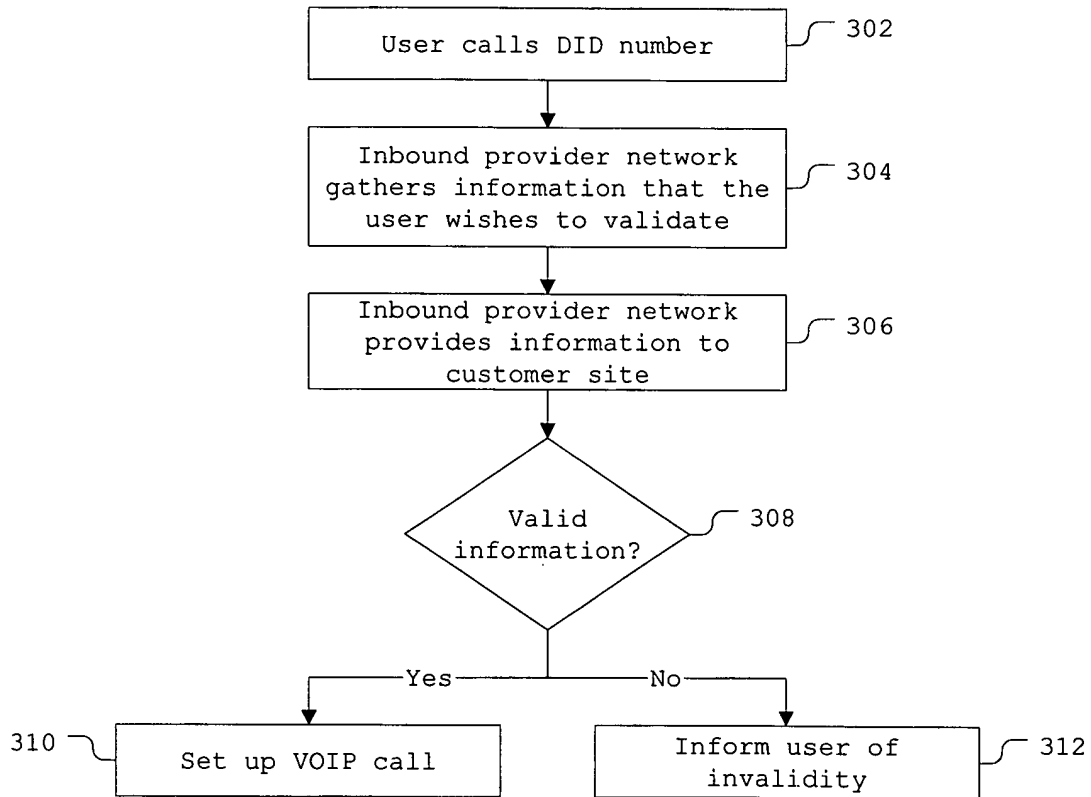 User calls DID number
302
Inbound provider network
gathers information that the
user wishes to validate
304
Inbound provider network
provides information to
customer site
306
Valid
information?
308
Yes
No
310
Set up VOIP call
Inform user of
invalidity
312